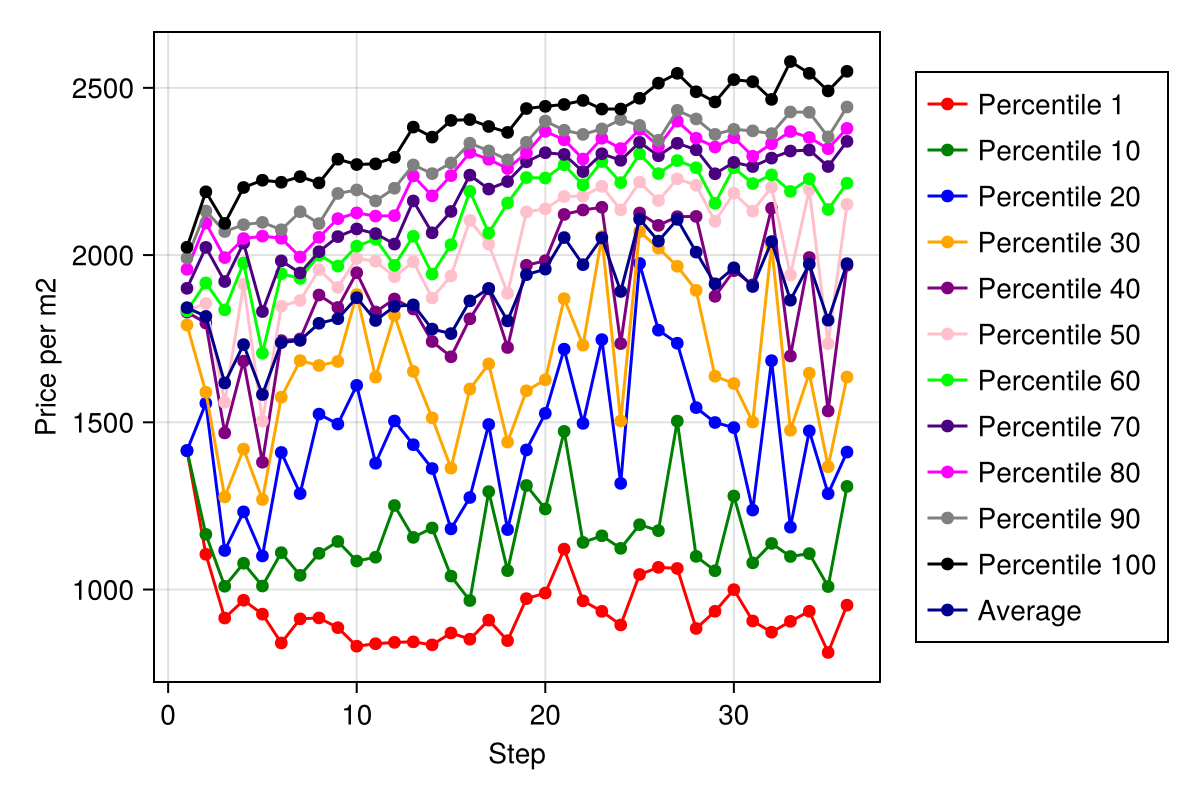 2500
2000
1500
1000
Price per m2
0
10
20
30
Step
Percentile 1
Percentile 10
Percentile 20
Percentile 30
Percentile 40
Percentile 50
Percentile 60
Percentile 70
Percentile 80
Percentile 90
Percentile 100
Average